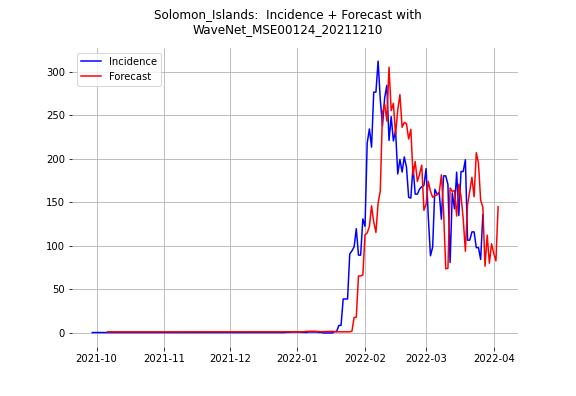 Solomon_Islands:  Incidence + Forecast with
WaveNet_MSE00124_20211210
Incidence
Forecast
300
250
200
150
100
50
0
2021-10 2021-11 2021-12 2022-01 2022-02 2022-03 2022-04